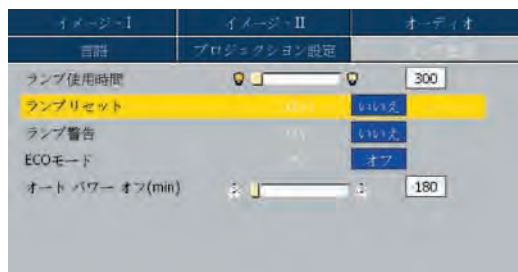 イメージ-I イメージ-II オーディオ
言語 プロジェクション設定
ランプ使用時間 300
ランプリセット いいえ
ランプ警告 いいえ
ECOモード オフ
オート パワー オフ(min) 180